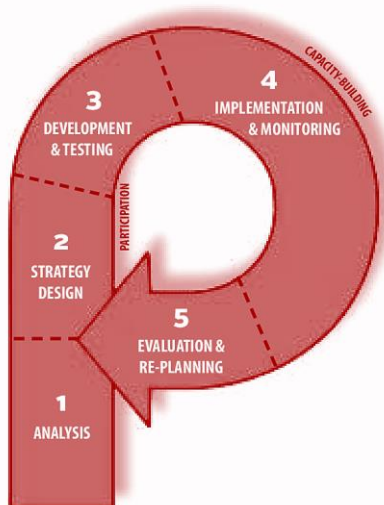 1
ANALYSIS
2
STRATEGY
DESIGN
3
DEVELOPMENT
& TESTING
4
IMPLEMENTATION
& MONITORING
5
EVALUATION &
RE-PLANNING
PARTICIPATION
CAPACITY-BUILDING